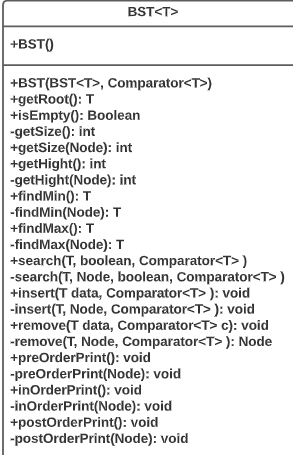 BST<T>
+BST()
+BST(BST<T>, Comparator<T>)
+getRoot(): T
+isEmpty(): Boolean
-getSize(): int
+getSize(Node): int
+getHight(): int
-getHight(Node): int
+findMin(): T
-findMin(Node): T
+findMax(): T
-findMax(Node): T
+search(T, boolean, Comparator<T> )
-search(T, Node, boolean, Comparator<T> )
+insert(T data, Comparator<T> ): void
-insert(T, Node, Comparator<T> ): void
+remove(T data, Comparator<T> c): void
-remove(T, Node, Comparator<T> ): Node
+preOrderPrint(): void
-preOrderPrint(Node): void
+inOrderPrint(): void
-inOrderPrint(Node): void
+postOrderPrint(): void
-postOrderPrint(Node): void